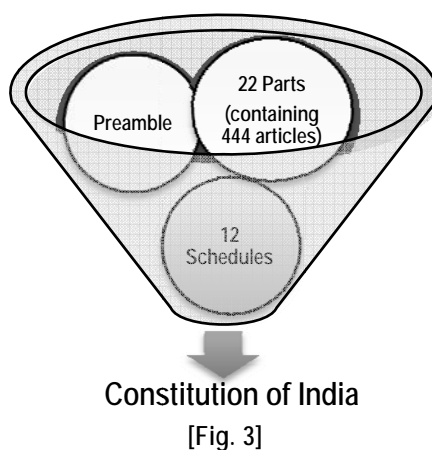 Preamble
22 Parts
(containing
444 articles)
12
Schedules
Constitution of India
[Fig. 3]